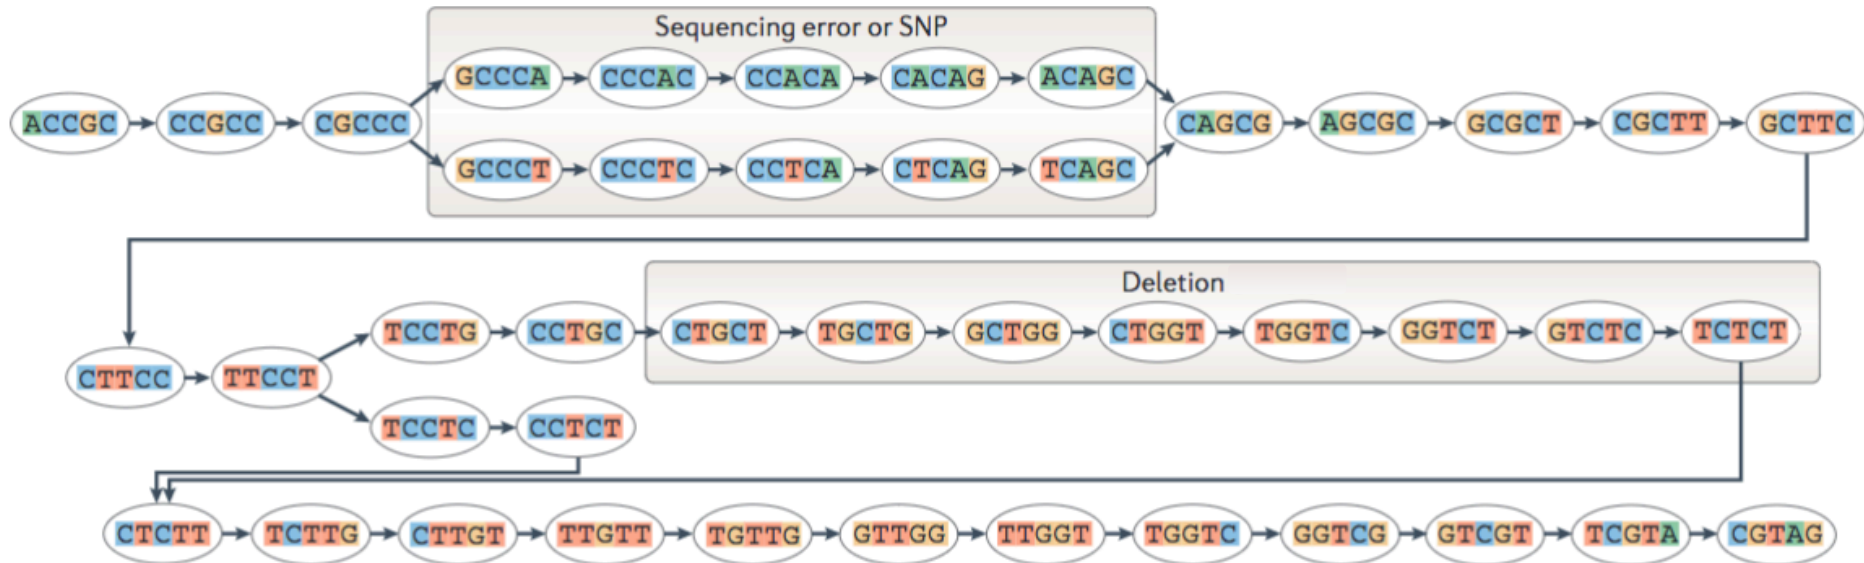 Sequencing error or SNP
GCCCA CCCAC CCACA CACAG ACAGC
ACCGC CCGCC CGCCC CAGCG AGCGC GCGCT CGCTT GCTTC
GCCCT CCCTC CCTCA CTCAG TCAGC
Deletion
TCCTG CCTGC CTGCT TGCTG GCTGG CTGGT TGGTC GGTCT GTCTC TCTCT
CTTCC TTCCT
TCCTC CCTCT
CTCTT TCTTG CTTGT TTGTT TGTTG GTTGG TTGGT TGGTC GGTCG GTCGT TCGTA CGTAG